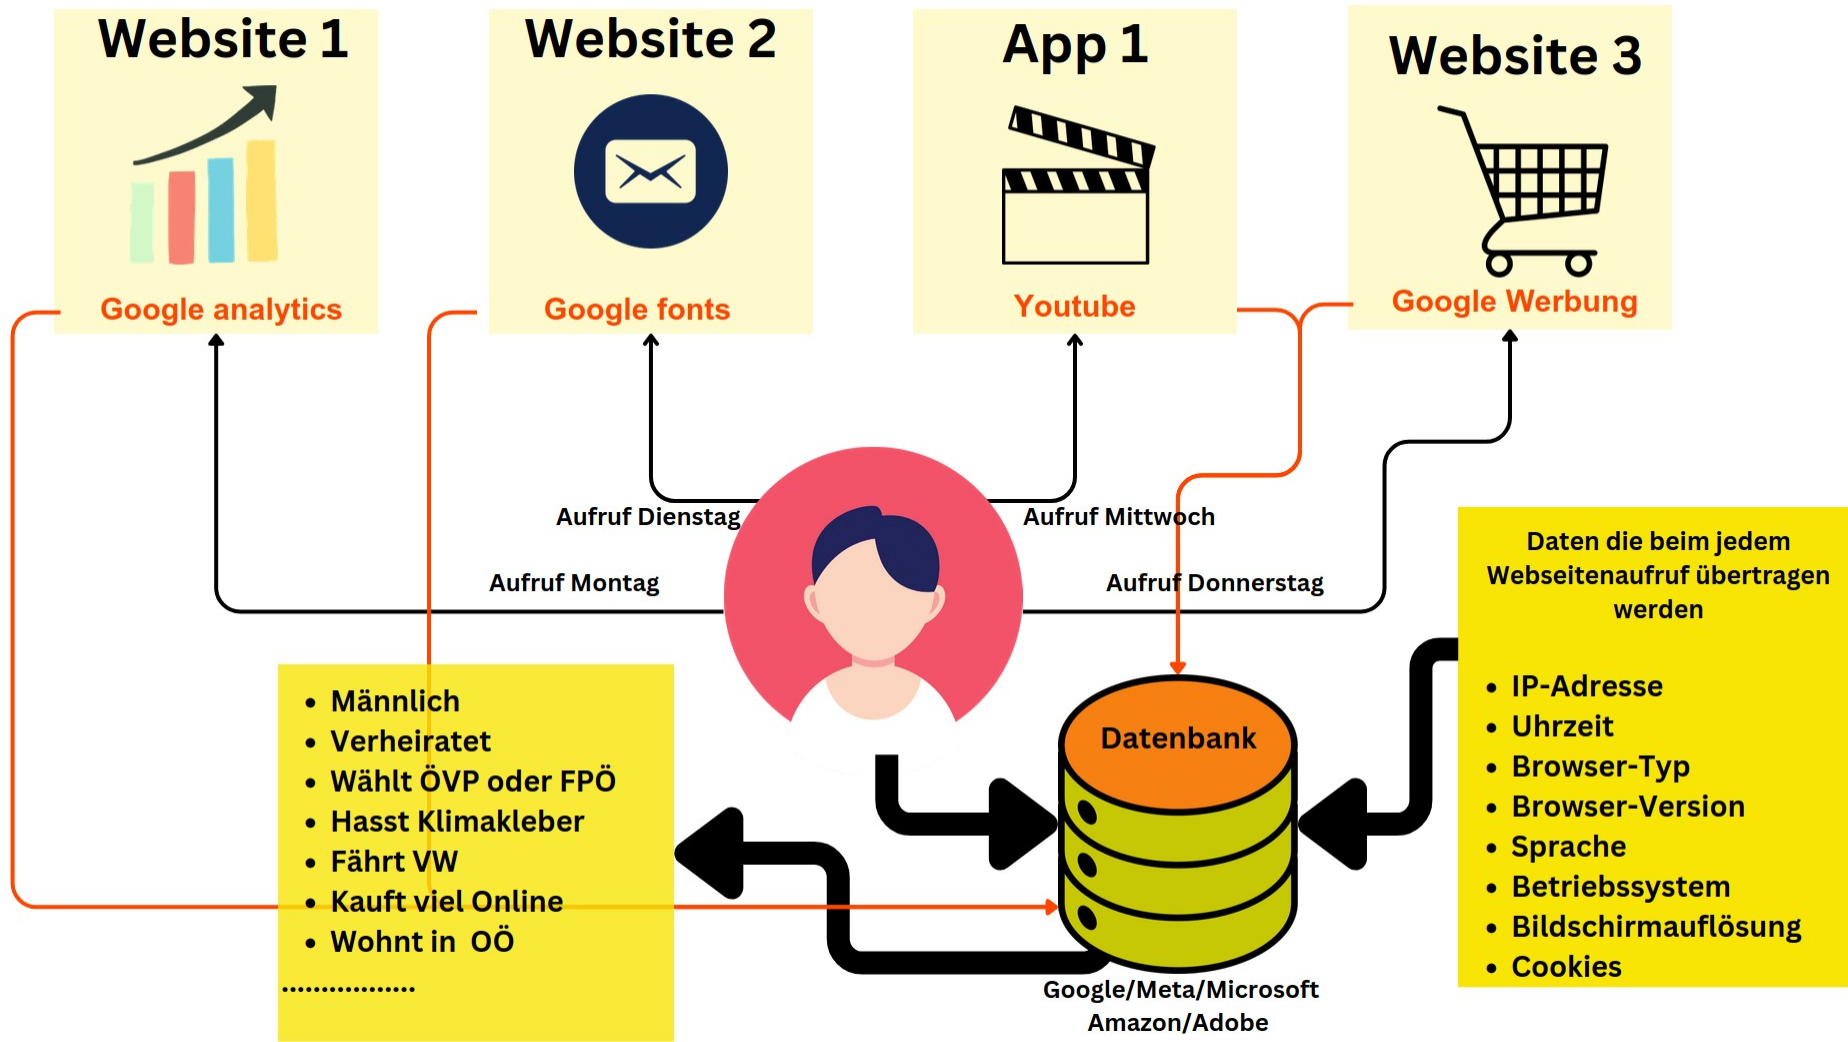 Website 1
Website 2
App 1
Website 3
Google analytics
Google fonts
Youtube
Google Werbung
Aufruf Dienstag
Aufruf Mittwoch
Aufruf Montag
Aufruf Donnerstag
Daten die beim jedem
Webseitenaufruf übertragen
werden
• IP-Adresse
• Uhrzeit
• Browser-Typ
• Browser-Version
• Sprache
• Betriebssystem
• Bildschirmauflösung
• Cookies
• Männlich
• Verheiratet
• Wählt ÖVP oder FPÖ
• Hasst Klimakleber
• Fährt VW
• Kauft viel Online
• Wohnt in OÖ
.................
Datenbank
Google/Meta/Microsoft
Amazon/Adobe